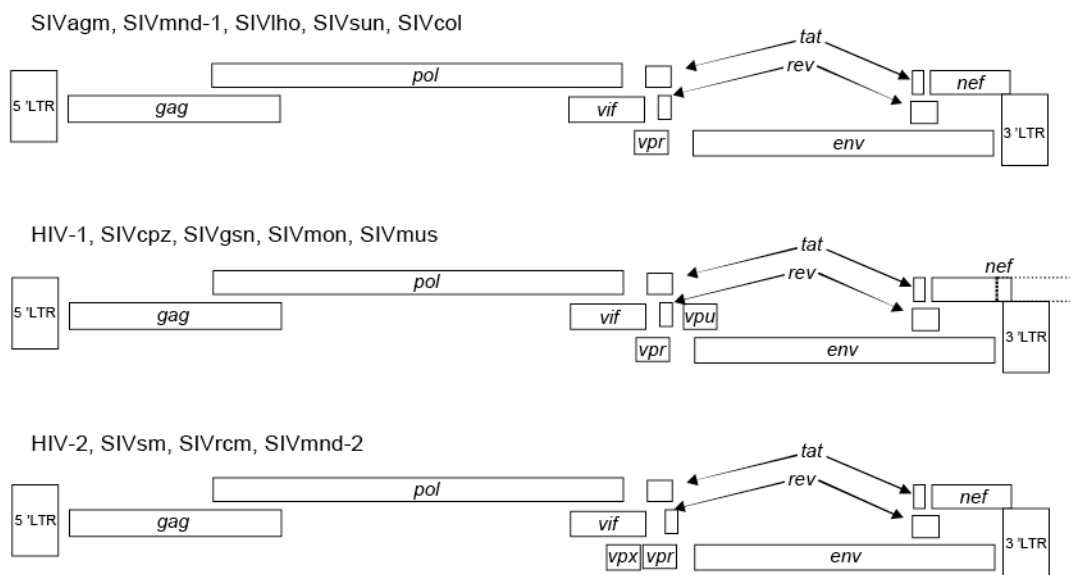 SIVagm, SIVmnd-1, SIVlho, SIVsun, SIVcol
tat
rev
pol
nef
5 'LTR
gag
vif
vpr
env
3 'LTR
HIV-1, SIVcpz, SIVgsn, SIVmon, SIVmus
tat
nef
rev
pol
5 'LTR
gag
vif
vpu
vpr
env
3 'LTR
HIV-2, SIVsm, SIVrcm, SIVmnd-2
tat
rev
pol
nef
5 'LTR
gag
vif
vpx
vpr
env
3 'LTR